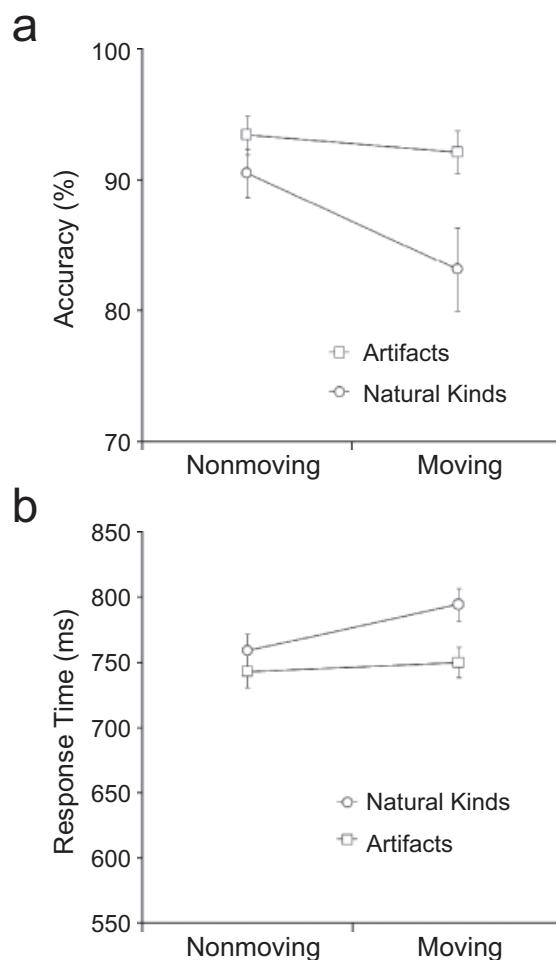 a
100
90
80
70
Accuracy (%)
Artifacts
Natural Kinds
Nonmoving Moving
b
850
800
750
700
650
600
550
Response Time (ms)
Natural Kinds
Artifacts
Nonmoving Moving